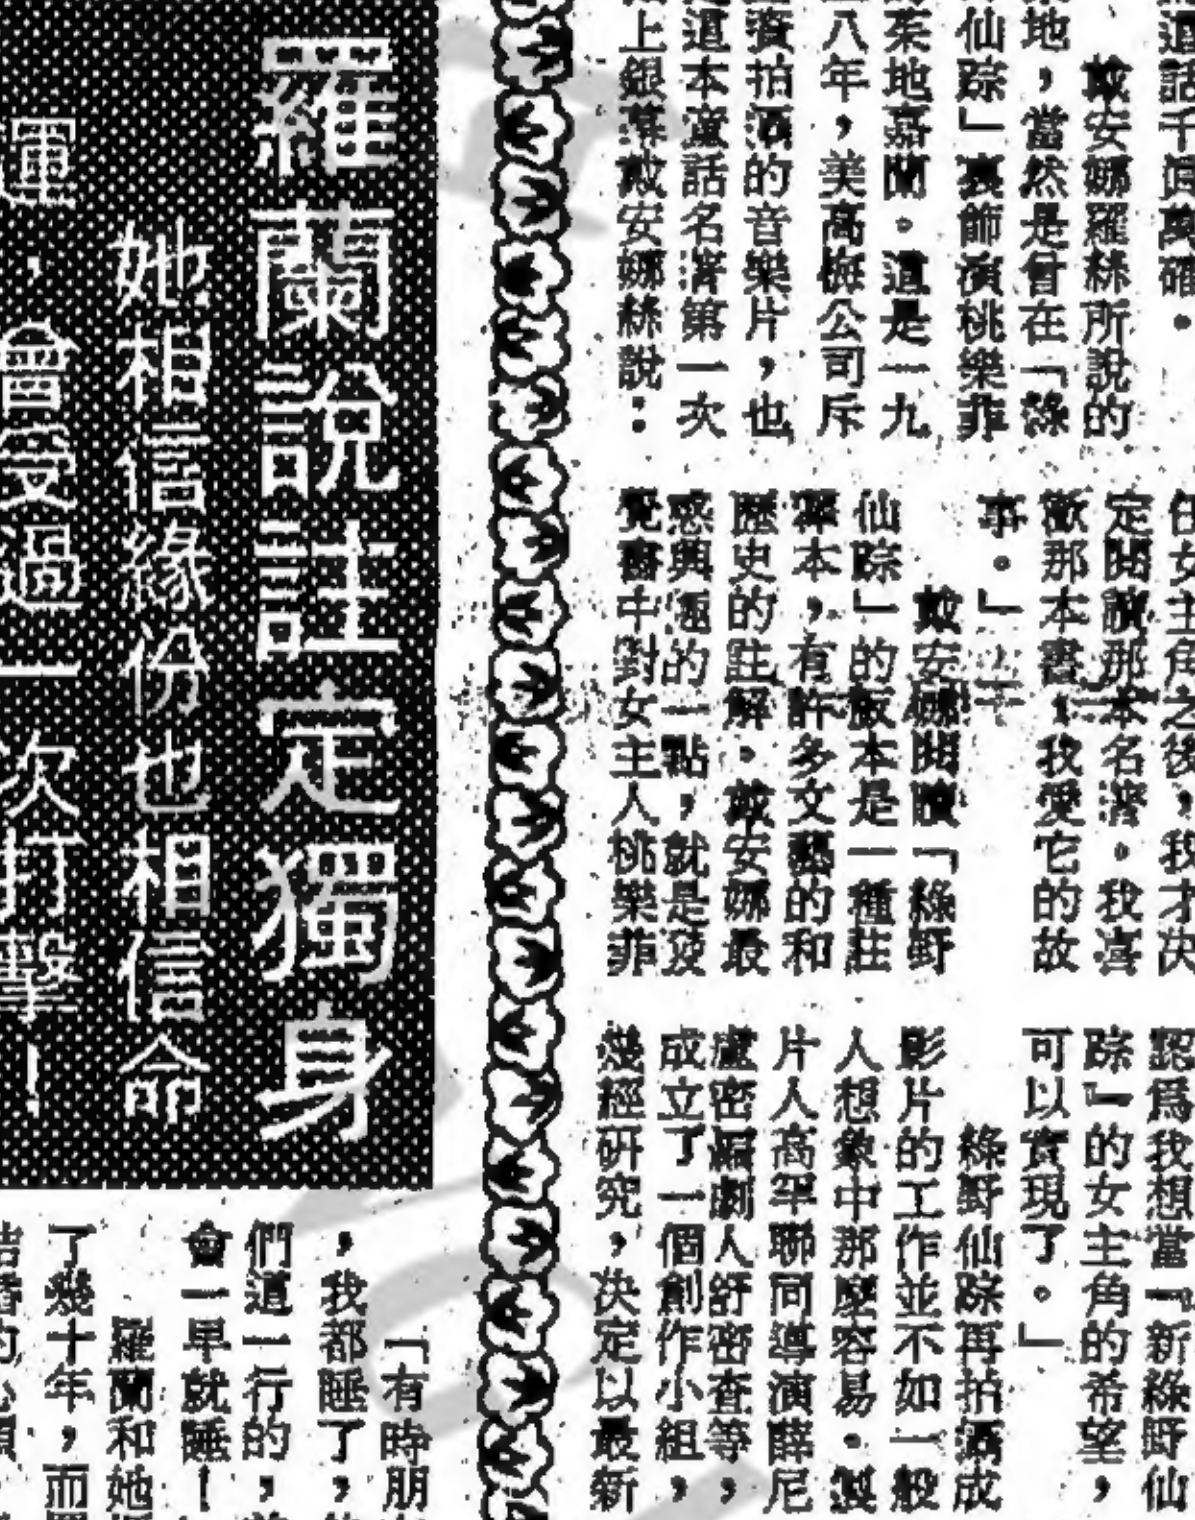 這話千眞萬確。
戴安娜羅絲所說的
地，當然是曾在「綠
仙踪」裏飾演桃樂菲
茱地嘉蘭。這是一九
八年，美高梅公司斥
資拍攝的音樂片，也
這本童話名著第一次
上銀幕戴安娜絲說：
任女主角之後，我才決
定閱讀那本名著。我喜
歡那本書，我愛它的故
事。」
戴安娜閱讀「綠野
仙踪」的版本是一種註
解本，有許多文藝的和
歷史的註解。戴安娜最
感興趣的一點，就是發
覺書中對女主人桃樂菲
認爲我想當「新綠野仙
踪」的女主角的希望，
可以實現了。」
綠野仙踪再拍攝成
影片的工作並不如一般
人想象中那麼容易。製
片人高罕聯同導演薛尼
盧密編劇人舒密查等，
成立了一個創作小組，
幾經研究，決定以最新
羅蘭說註定獨身
她相信緣份也相信命
運，會受過一次打擊！
「有時朋
，我都睡了，
們這一行的，
會一早就睡！
羅蘭和她
了幾十年，而